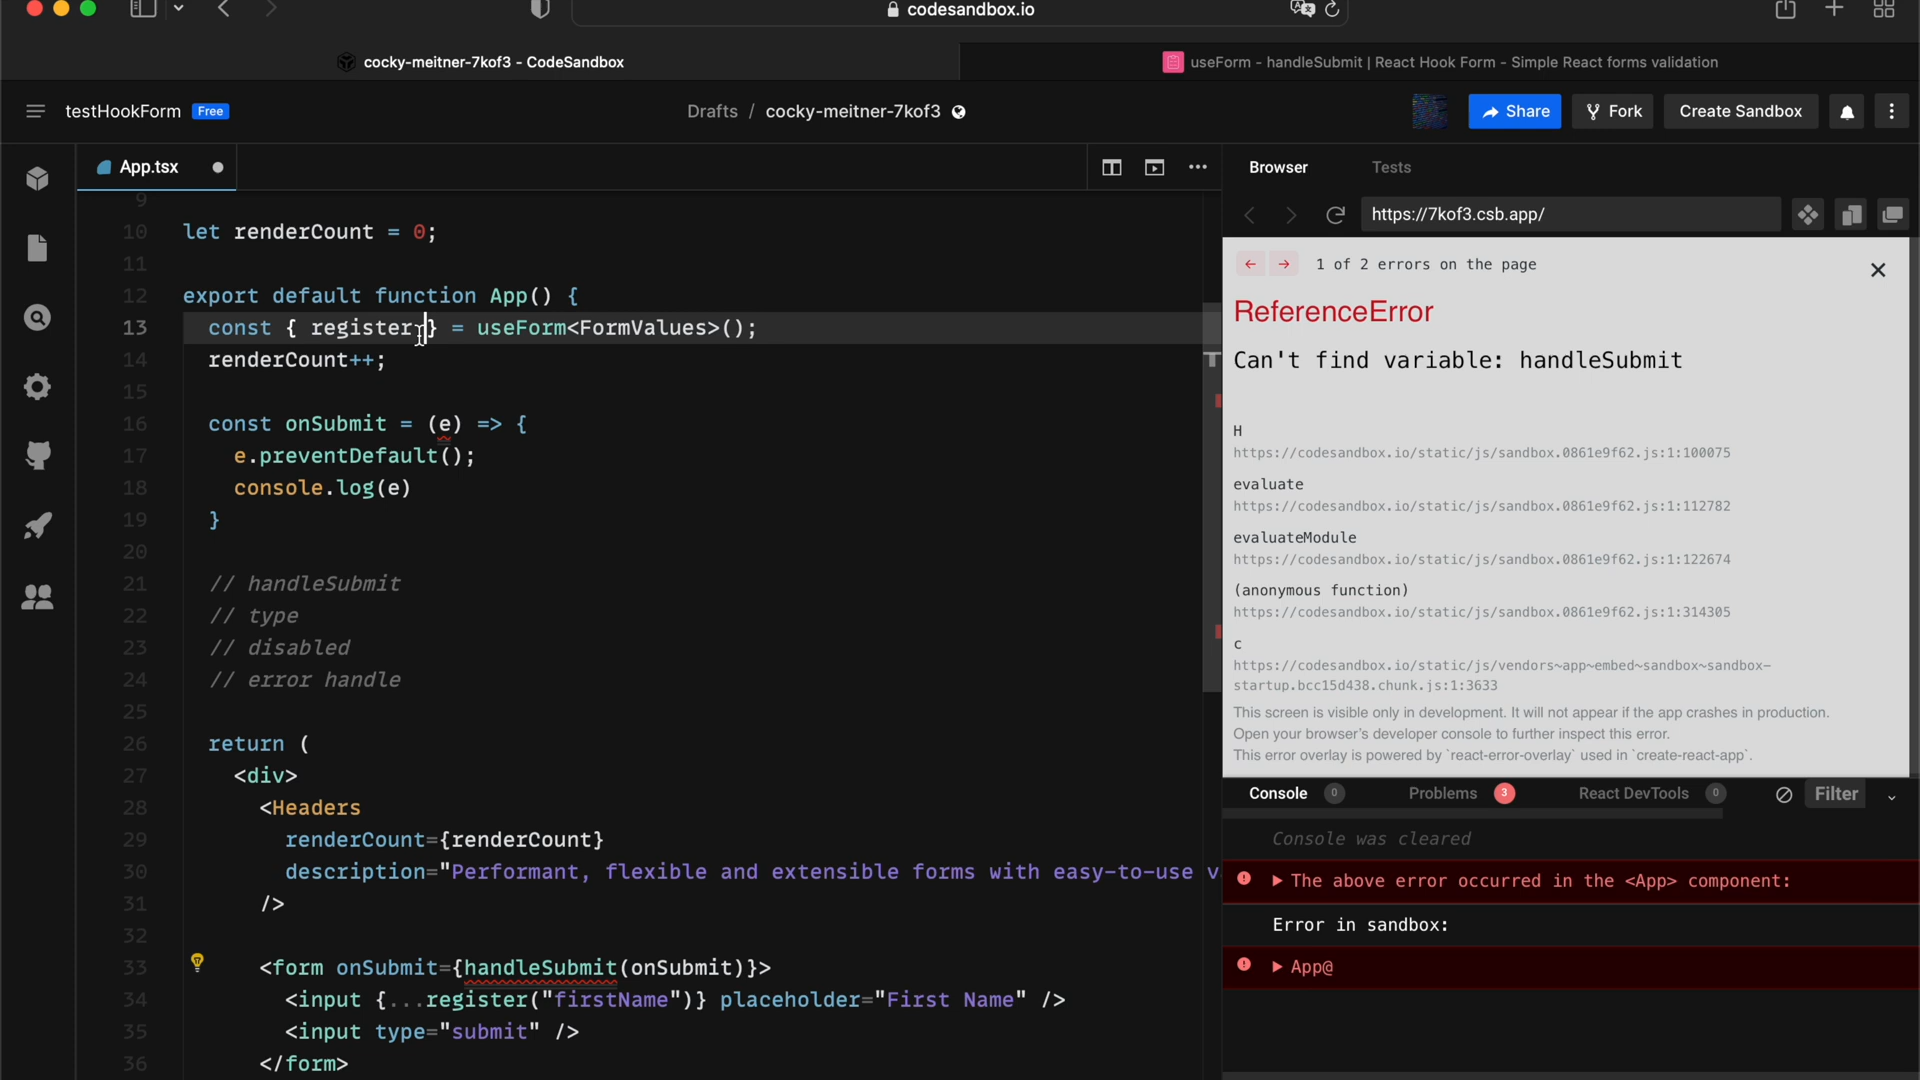 codesandbox.io
cocky-meitner-7kof3 - CodeSandbox
useForm - handleSubmit | React Hook Form - Simple React forms validation
testHookForm Free
Drafts / cocky-meitner-7kof3
Share Fork Create Sandbox
App.tsx
Browser Tests
https://7kof3.csb.app/
9
10 let renderCount = 0;
11
12 export default function App() {
13 const { register } = useForm<FormValues>();
14 renderCount++;
15
16 const onSubmit = (e) => {
17 e.preventDefault();
18 console.log(e)
19 }
20
21 // handleSubmit
22 // type
23 // disabled
24 // error handle
25
26 return (
27 <div>
28 <Headers
29 renderCount={renderCount}
30 description="Performant, flexible and extensible forms with easy-to-use v
31 />
32
33 <form onSubmit={handleSubmit(onSubmit)}>
34 <input {...register("firstName")} placeholder="First Name" />
35 <input type="submit" />
36 </form>
1 of 2 errors on the page
ReferenceError
Can't find variable: handleSubmit
H
https://codesandbox.io/static/js/sandbox.0861e9f62.js:1:100075
evaluate
https://codesandbox.io/static/js/sandbox.0861e9f62.js:1:112782
evaluateModule
https://codesandbox.io/static/js/sandbox.0861e9f62.js:1:122674
(anonymous function)
https://codesandbox.io/static/js/sandbox.0861e9f62.js:1:314305
c
https://codesandbox.io/static/js/vendors~app~embed~sandbox~sandbox-
startup.bcc15d438.chunk.js:1:3633
This screen is visible only in development. It will not appear if the app crashes in production.
Open your browser's developer console to further inspect this error.
This error overlay is powered by `react-error-overlay` used in `create-react-app`.
Console 0 Problems 3 React DevTools 0 Filter
Console was cleared
The above error occurred in the <App> component:
Error in sandbox:
App@